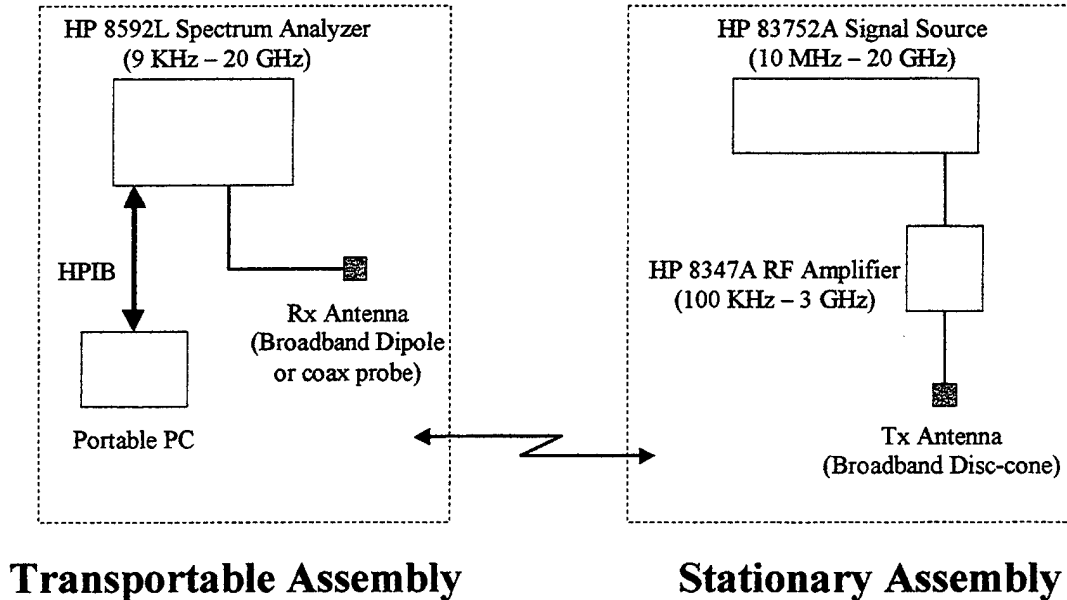 HP 8592L Spectrum Analyzer
(9 KHz – 20 GHz)
HPIB
Rx Antenna
(Broadband Dipole
or coax probe)
Portable PC
HP 83752A Signal Source
(10 MHz – 20 GHz)
HP 8347A RF Amplifier
(100 KHz – 3 GHz)
Tx Antenna
(Broadband Disc-cone)
Transportable Assembly
Stationary Assembly